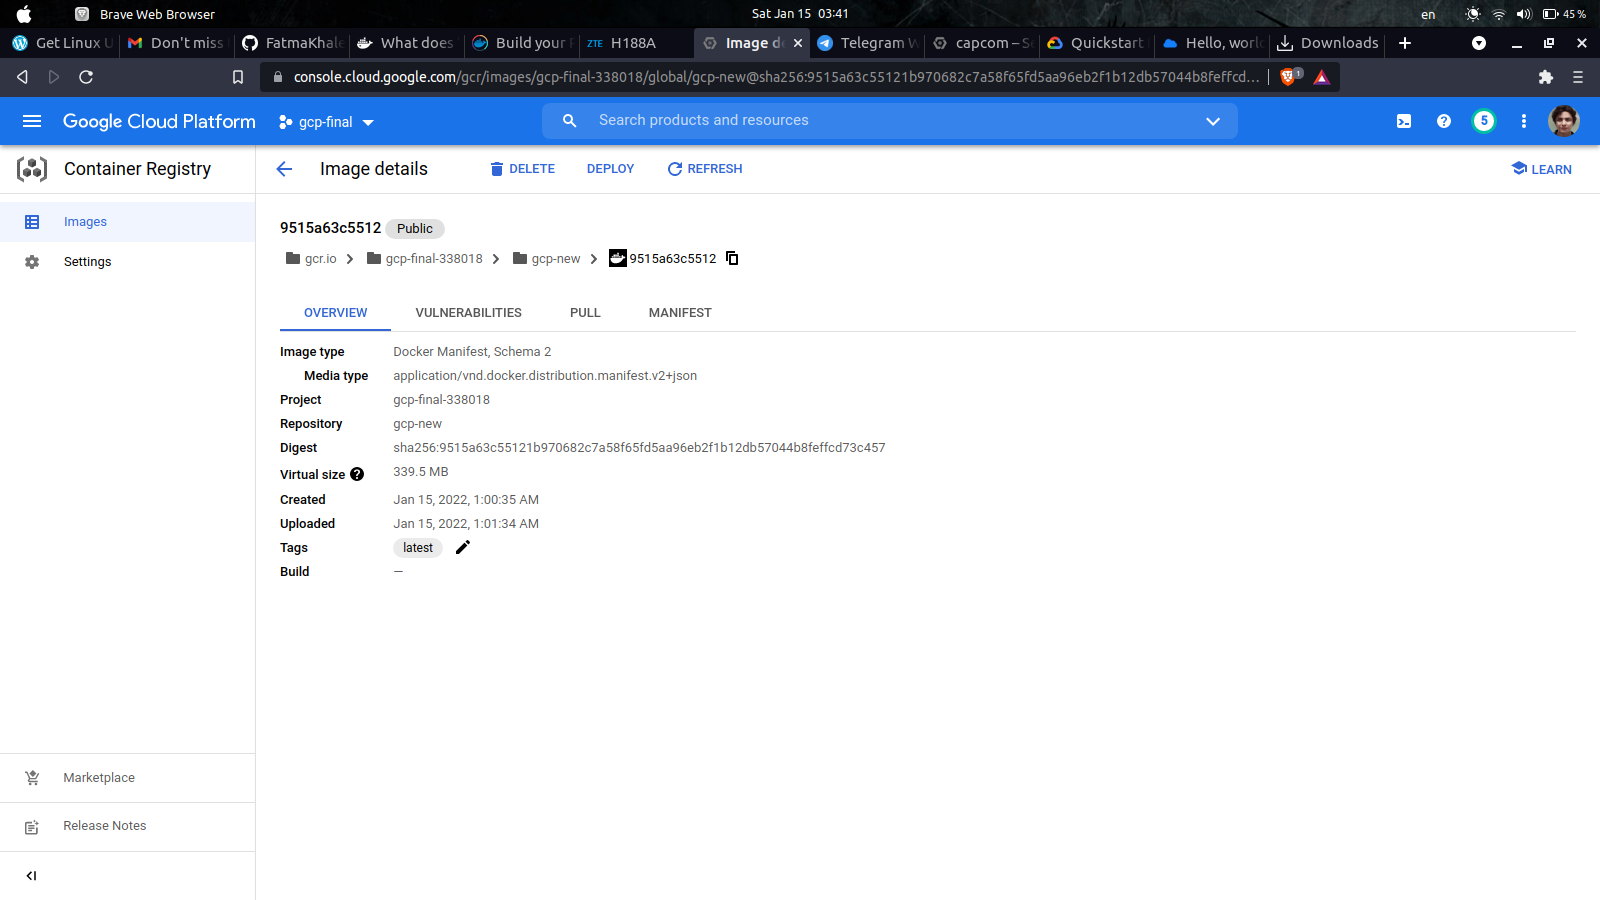 Brave Web Browser
Sat Jan 15 03:41
en
45 %
Get Linux U
Don't miss
FatmaKhale
What does
Build your F
ZTE H188A
Image de
Telegram W
capcom – Se
Quickstart
Hello, worl
Downloads
console.cloud.google.com/gcr/images/gcp-final-338018/global/gcp-new@sha256:9515a63c55121b970682c7a58f65fd5aa96eb2f1b12db57044b8feffcd...
1
Google Cloud Platform
gcp-final
Search products and resources
5
Container Registry
Image details
DELETE
DEPLOY
REFRESH
LEARN
Images
Settings
9515a63c5512 Public
gcr.io
gcp-final-338018
gcp-new
9515a63c5512
OVERVIEW
VULNERABILITIES
PULL
MANIFEST
Image type Docker Manifest, Schema 2
Media type application/vnd.docker.distribution.manifest.v2+json
Project gcp-final-338018
Repository gcp-new
Digest sha256:9515a63c55121b970682c7a58f65fd5aa96eb2f1b12db57044b8feffcd73c457
Virtual size 339.5 MB
Created Jan 15, 2022, 1:00:35 AM
Uploaded Jan 15, 2022, 1:01:34 AM
Tags latest
Build —
Marketplace
Release Notes